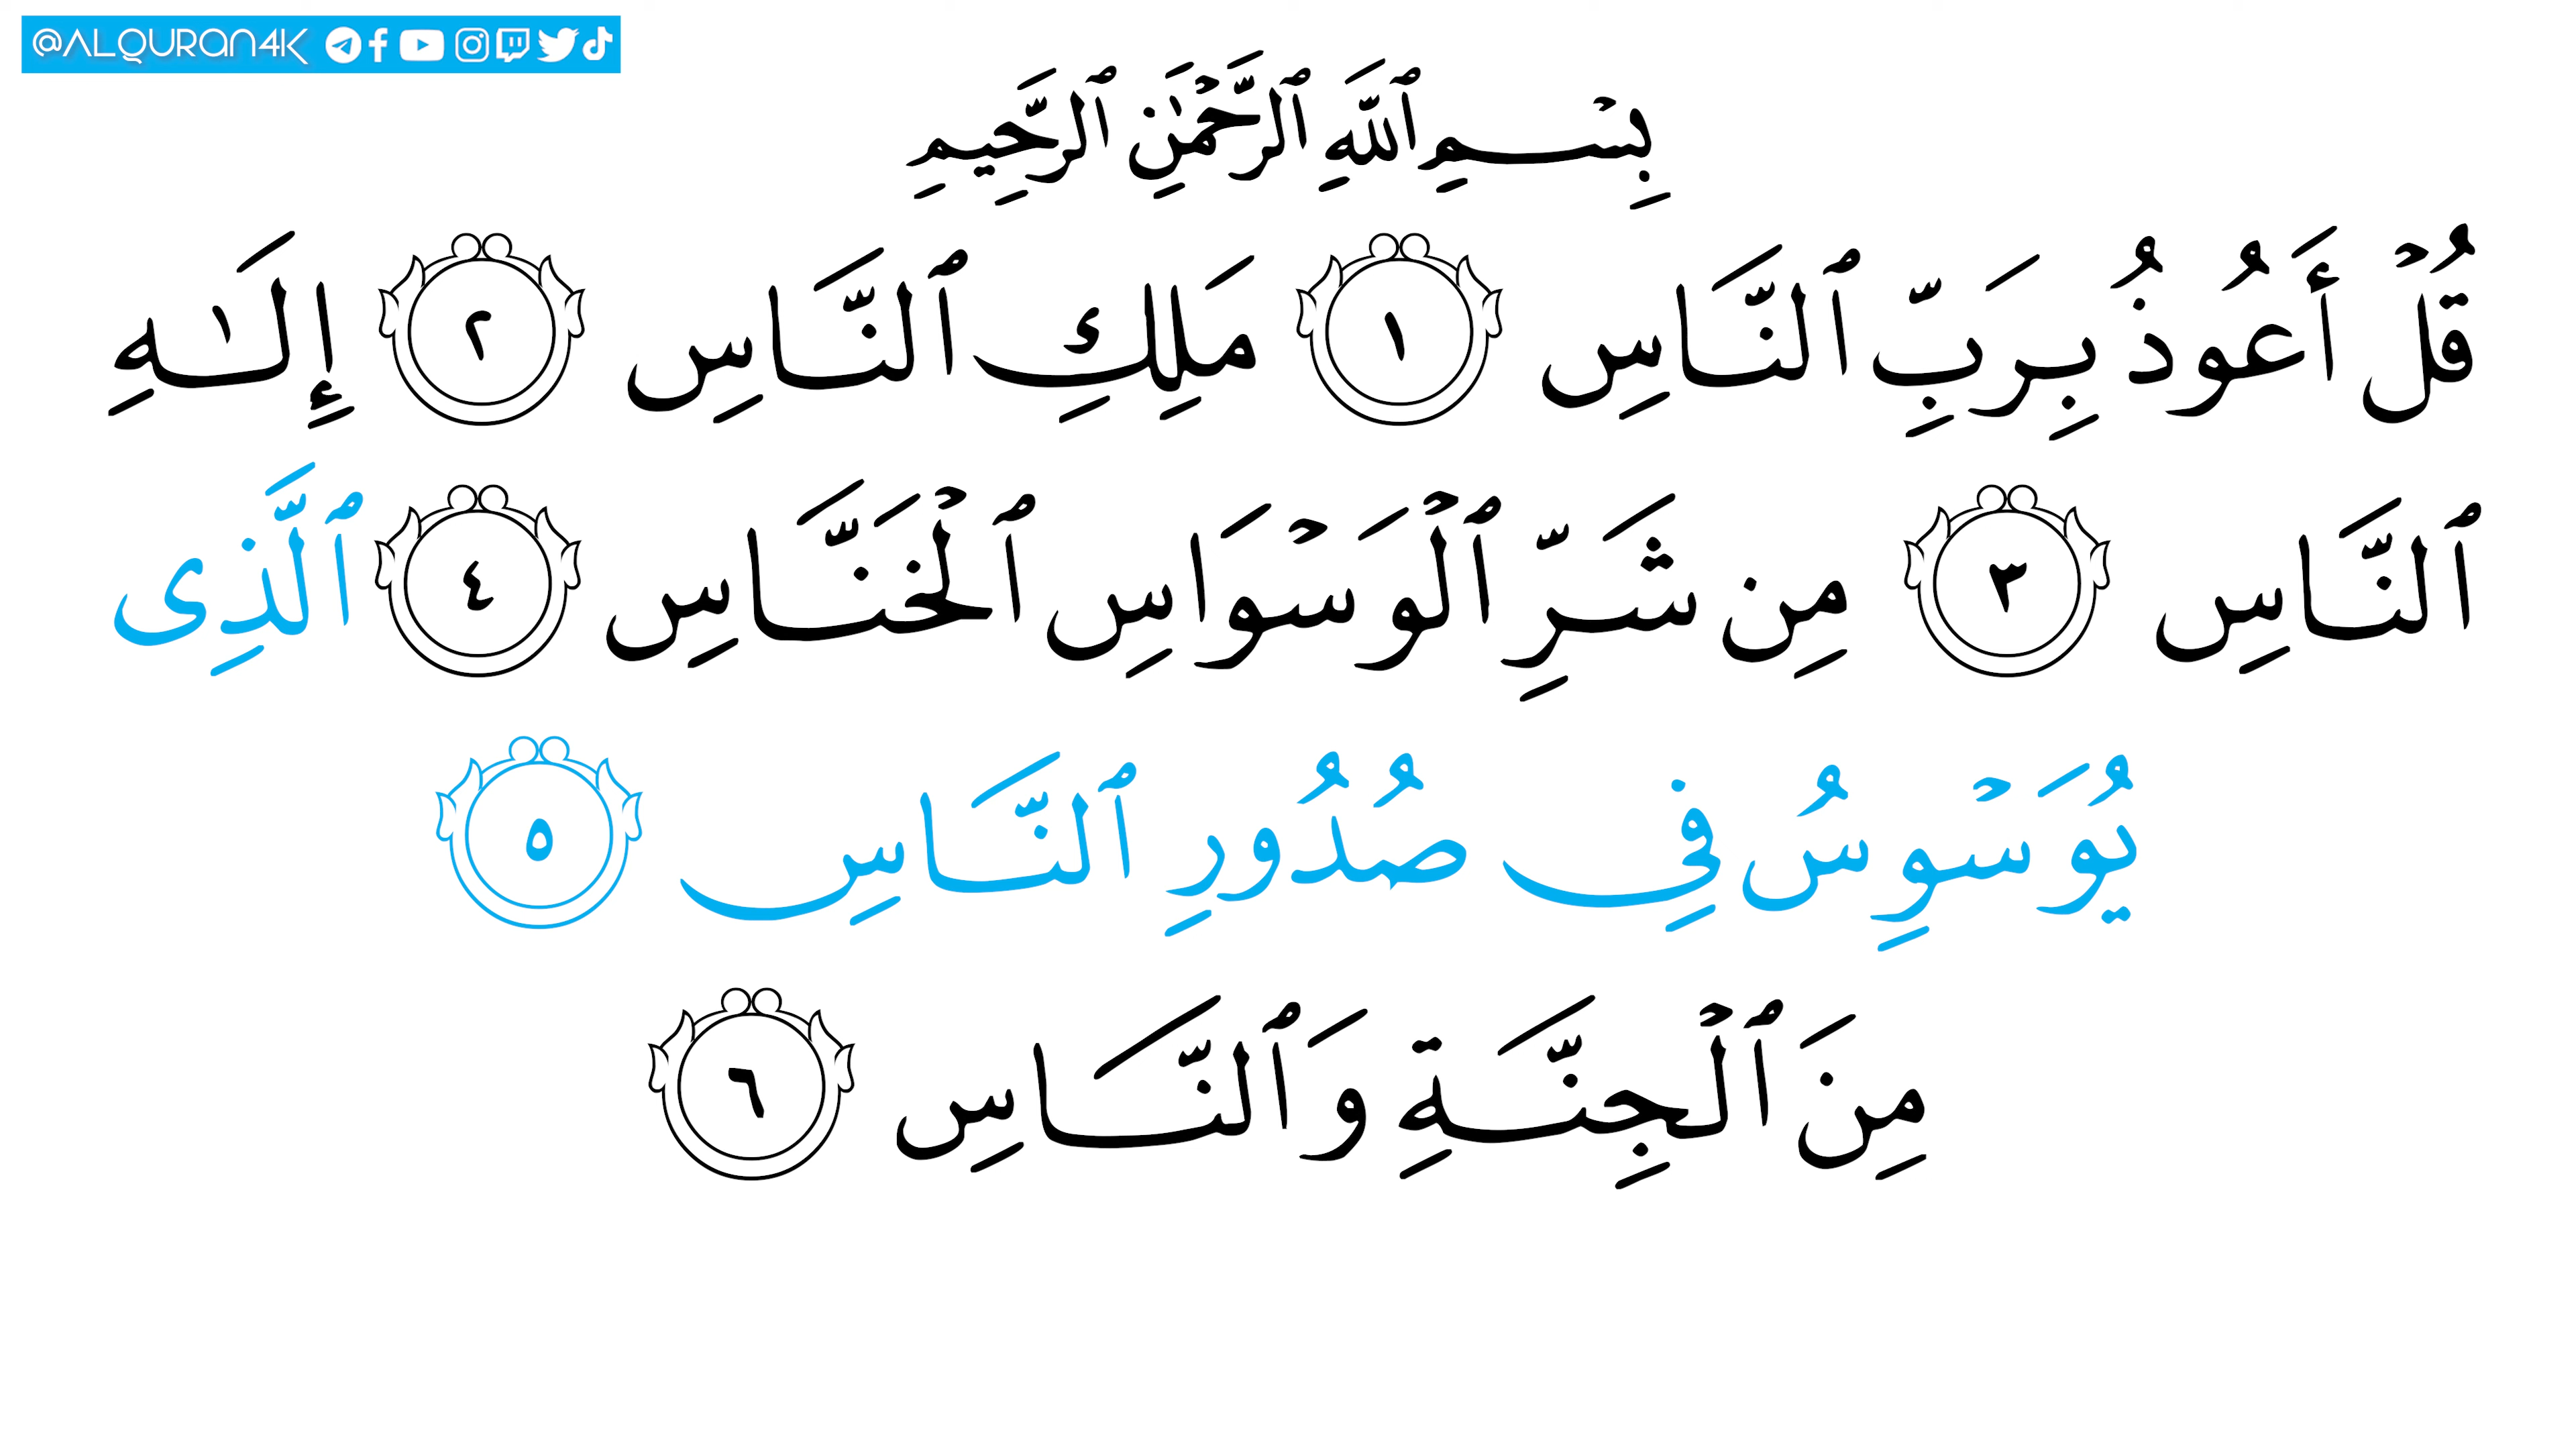 @ALQURAN4K
بِسۡمِ ٱللَّهِ ٱلرَّحۡمَٰنِ ٱلرَّحِيمِ
قُلۡ أَعُوذُ بِرَبِّ ٱلنَّاسِ ١ مَلِكِ ٱلنَّاسِ ٢ إِلَٰهِ
ٱلنَّاسِ ٣ مِن شَرِّ ٱلۡوَسۡوَاسِ ٱلۡخَنَّاسِ ٤ ٱلَّذِى
يُوَسۡوِسُ فِى صُدُورِ ٱلنَّاسِ ٥
مِنَ ٱلۡجِنَّةِ وَٱلنَّاسِ ٦